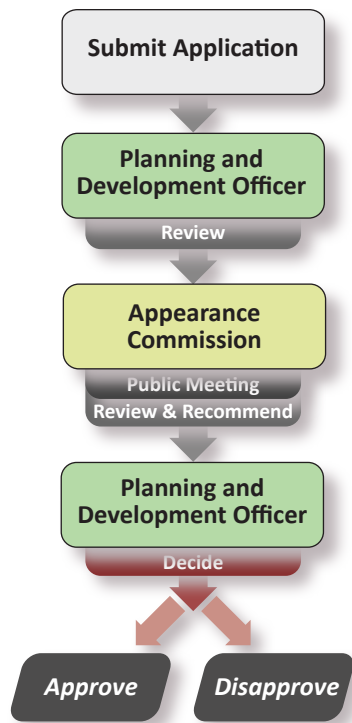 Submit Application
Planning and
Development Officer
Review
Appearance
Commission
Public Meeting
Review & Recommend
Planning and
Development Officer
Decide
Approve
Disapprove